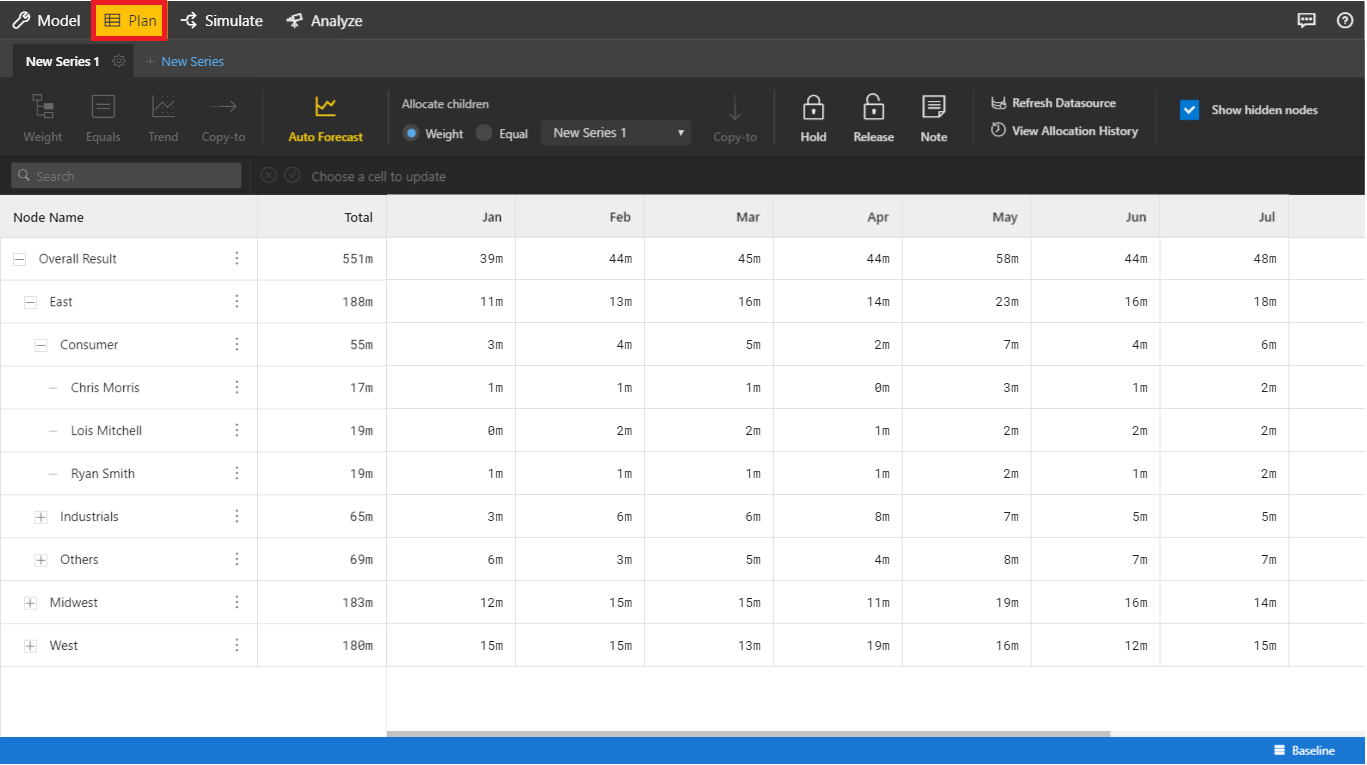 Model Plan Simulate Analyze
New Series 1 + New Series
Weight Equals Trend Copy-to Auto Forecast
Allocate children
Weight Equal New Series 1
Copy-to Hold Release Note
Refresh Datasource
View Allocation History
Show hidden nodes
Search Choose a cell to update
Node Name Total Jan Feb Mar Apr May Jun Jul
Overall Result 551m 39m 44m 45m 44m 58m 44m 48m
East 188m 11m 13m 16m 14m 23m 16m 18m
Consumer 55m 3m 4m 5m 2m 7m 4m 6m
Chris Morris 17m 1m 1m 1m 0m 3m 1m 2m
Lois Mitchell 19m 0m 2m 2m 1m 2m 2m 2m
Ryan Smith 19m 1m 1m 1m 1m 2m 1m 2m
Industrials 65m 3m 6m 6m 8m 7m 5m 5m
Others 69m 6m 3m 5m 4m 8m 7m 7m
Midwest 183m 12m 15m 15m 11m 19m 16m 14m
West 180m 15m 15m 13m 19m 16m 12m 15m
Baseline